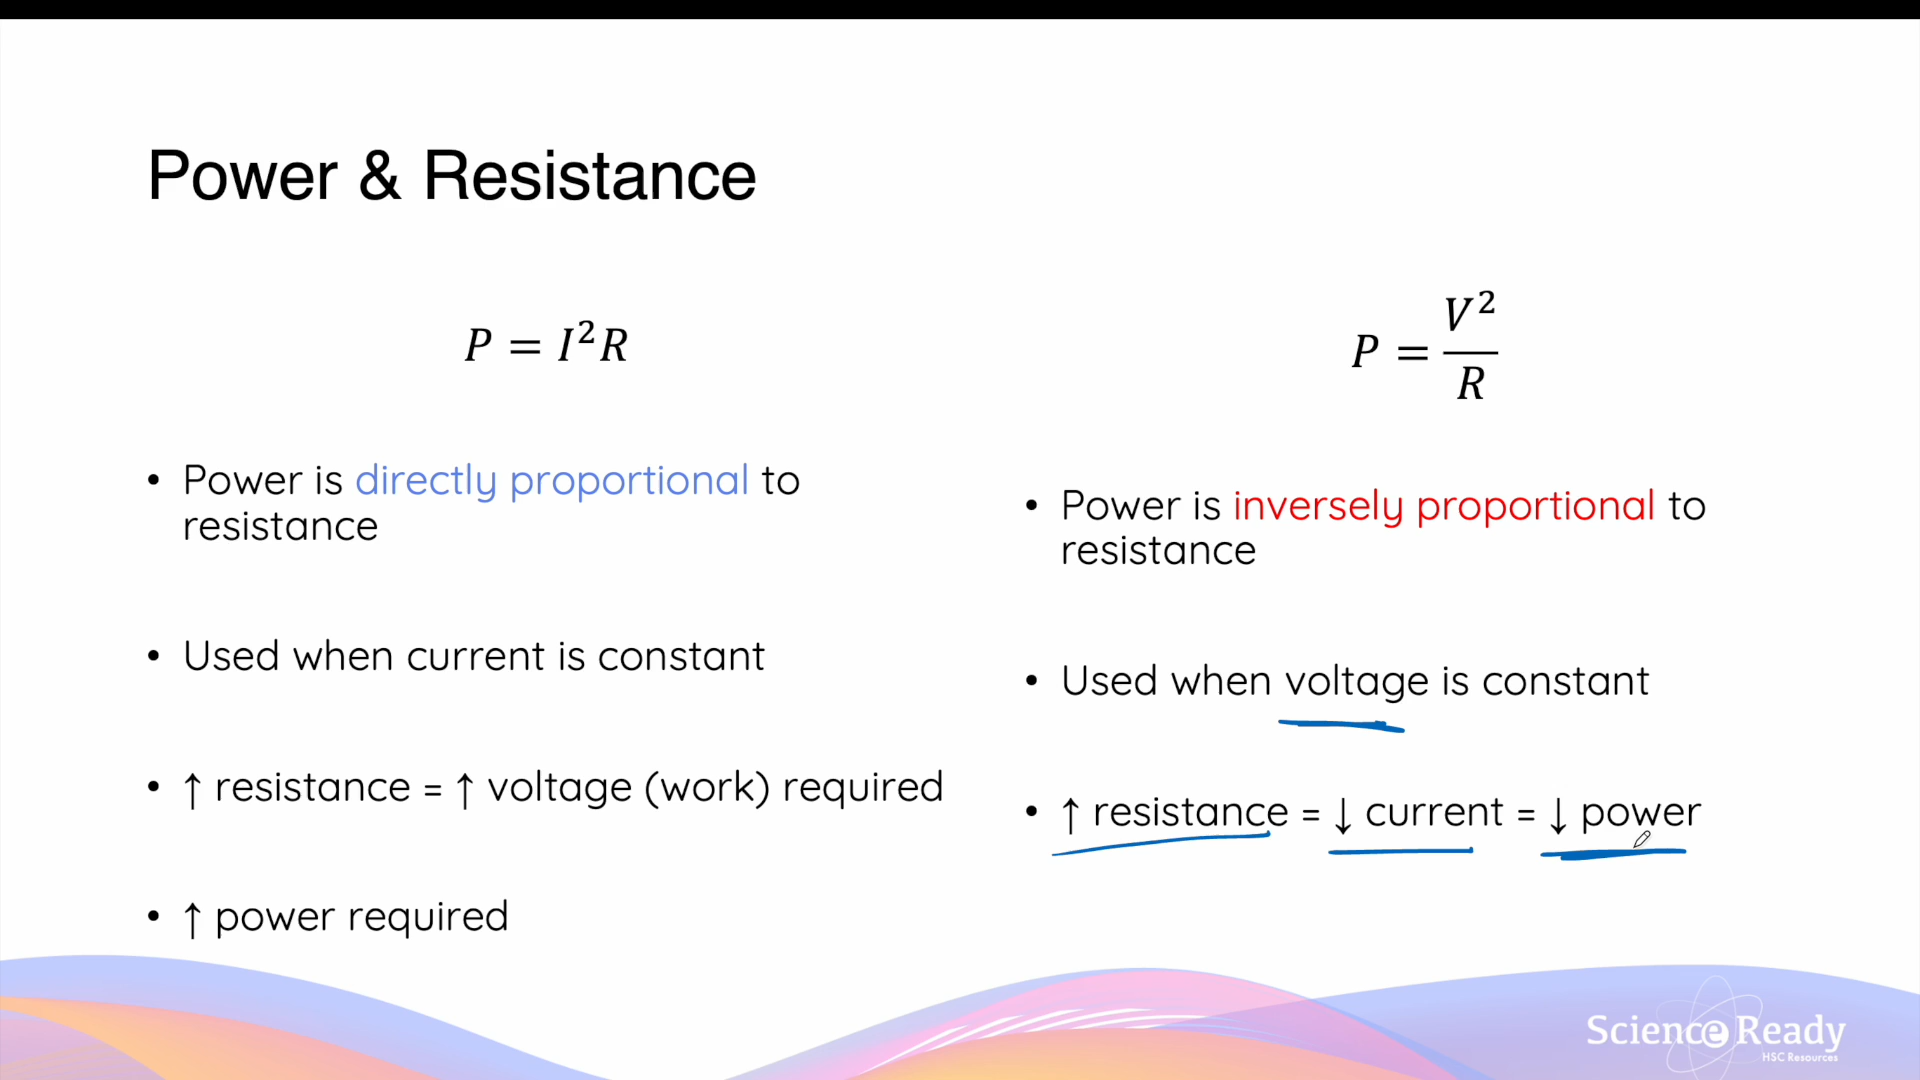 Power & Resistance
P = I²R
• Power is directly proportional to
resistance
• Used when current is constant
• ↑ resistance = ↑ voltage (work) required
• ↑ power required
P = V²/R
• Power is inversely proportional to
resistance
• Used when voltage is constant
• ↑ resistance = ↓ current = ↓ power
Science Ready
HSC Resources